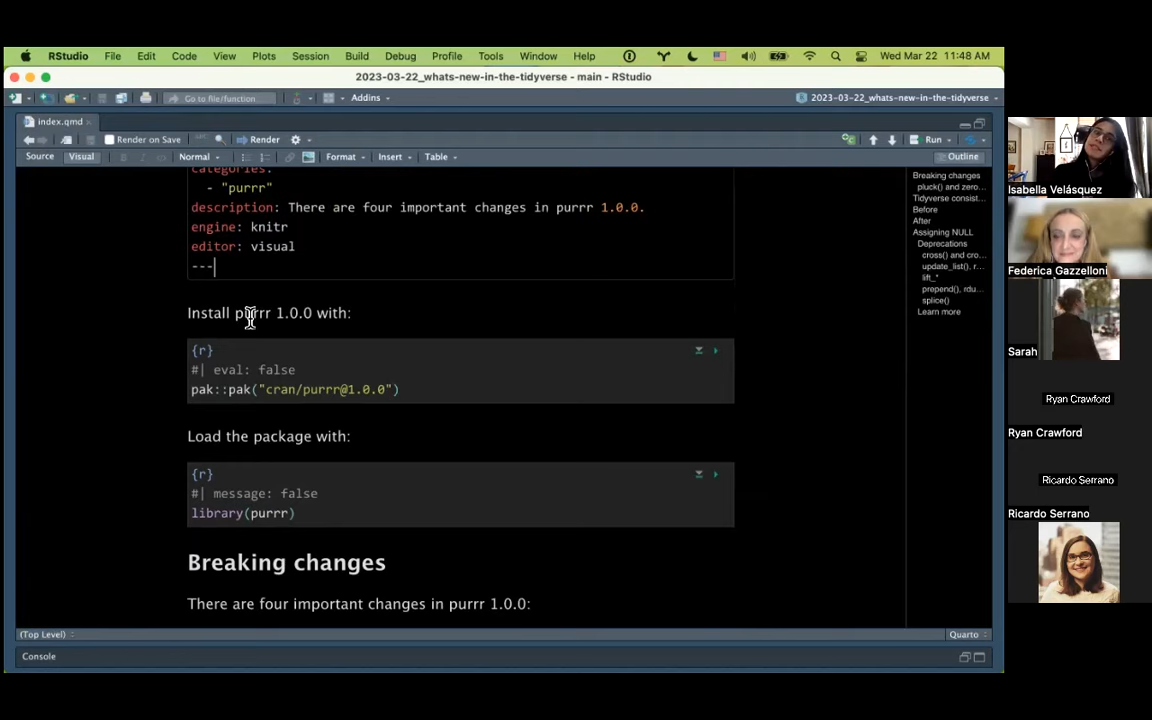 RStudio File Edit Code View Plots Session Build Debug Profile Tools Window Help Wed Mar 22 11:48 AM
2023-03-22_whats-new-in-the-tidyverse - main - RStudio
Go to file/function Addins 2023-03-22_whats-new-in-the-tidyverse
index.qmd
Render on Save Render Run
Source Visual Normal Format Insert Table Outline
categories:
- "purrr"
description: There are four important changes in purrr 1.0.0.
engine: knitr
editor: visual
---
Install purrr 1.0.0 with:
{r}
#| eval: false
pak::pak("cran/purrr@1.0.0")
Load the package with:
{r}
#| message: false
library(purrr)
Breaking changes
There are four important changes in purrr 1.0.0:
Breaking changes
pluck() and zero...
Tidyverse consist...
Before
After
Assigning NULL
Deprecations
cross() and cro...
update_list(), r...
lift_*
prepend(), rdu...
splice()
Learn more
(Top Level) Quarto
Console
Isabella Velásquez
Federica Gazzelloni
Sarah
Ryan Crawford
Ryan Crawford
Ricardo Serrano
Ricardo Serrano